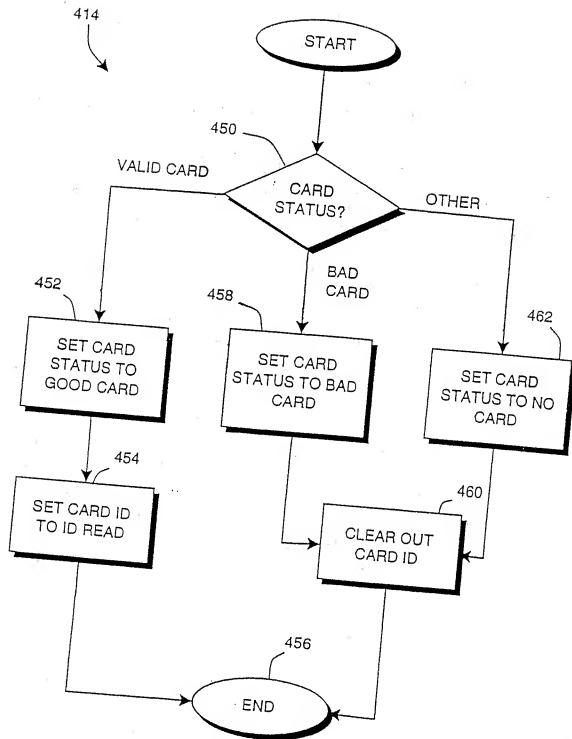 414
START
450
VALID CARD
CARD
STATUS?
OTHER
BAD
CARD
452
SET CARD
STATUS TO
GOOD CARD
458
SET CARD
STATUS TO BAD
CARD
462
SET CARD
STATUS TO NO
CARD
454
SET CARD ID
TO ID READ
460
CLEAR OUT
CARD ID
456
END